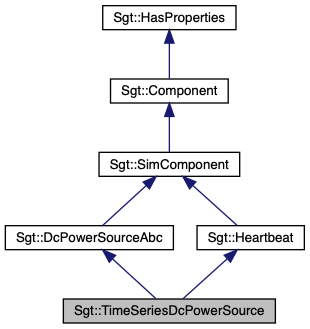 Sgt::HasProperties
Sgt::Component
Sgt::SimComponent
Sgt::DcPowerSourceAbc
Sgt::Heartbeat
Sgt::TimeSeriesDcPowerSource